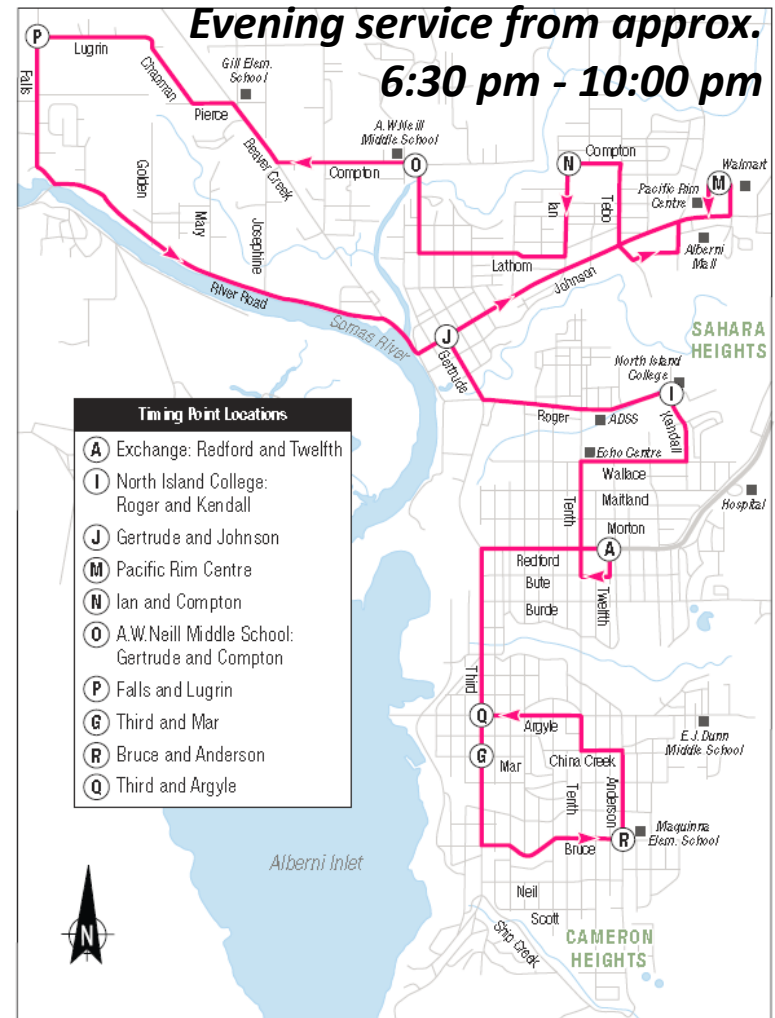 Evening service from approx.
6:30 pm - 10:00 pm
P
Lugrin
Falls
Chapman
Gill Elem.
School
Pierce
Beaver Creek
A.W.Neill
Middle School
O
Compton
N
Compton
Ian
Tebo
Pacific Rim
Centre
M
Walmart
Alberni
Mall
Golden
Mary
Josephine
Lathom
Johnson
River Road
Somas River
J
Gertrude
SAHARA
HEIGHTS
North Island
College
I
Roger
ADSS
Kendall
Echo Centre
Wallace
Tenth
Maitland
Hospital
Morton
A
Redford
Bute
Twelfth
Burde
Third
Q
Argyle
G
Mar
China Creek
E.J.Dunn
Middle School
Tenth
Anderson
R
Maquinna
Elem. School
Bruce
Neil
Scott
Ship Creek
CAMERON
HEIGHTS
Alberni Inlet
N
Timing Point Locations
A Exchange: Redford and Twelfth
I North Island College:
Roger and Kendall
J Gertrude and Johnson
M Pacific Rim Centre
N Ian and Compton
O A.W.Neill Middle School:
Gertrude and Compton
P Falls and Lugrin
G Third and Mar
R Bruce and Anderson
Q Third and Argyle